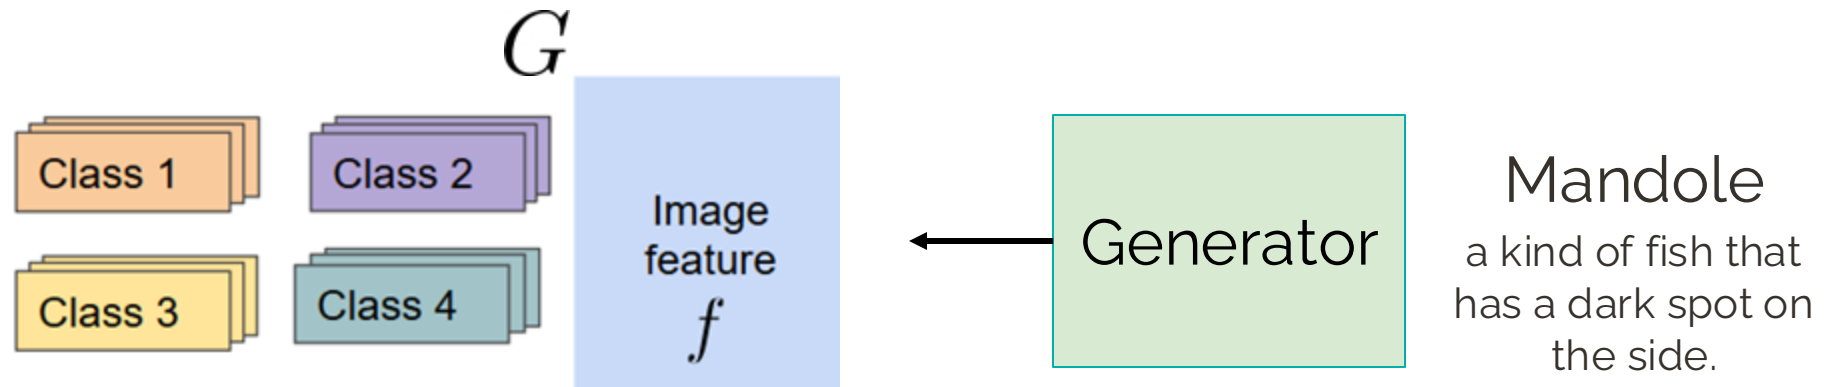 G
Class 1
Class 2
Class 3
Class 4
Image
feature
f
Generator
Mandole
a kind of fish that
has a dark spot on
the side.